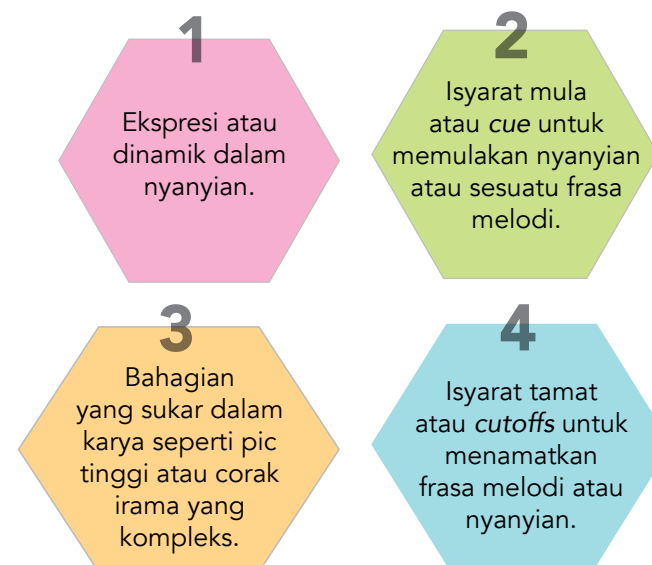 1
Ekspresi atau
dinamik dalam
nyanyian.
2
Isyarat mula
atau cue untuk
memulakan nyanyian
atau sesuatu frasa
melodi.
3
Bahagian
yang sukar dalam
karya seperti pic
tinggi atau corak
irama yang
kompleks.
4
Isyarat tamat
atau cutoffs untuk
menamatkan
frasa melodi atau
nyanyian.